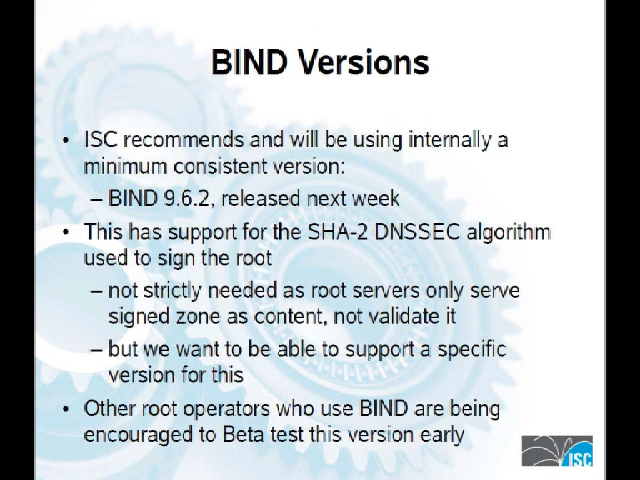 BIND Versions
• ISC recommends and will be using internally a
minimum consistent version:
– BIND 9.6.2, released next week
• This has support for the SHA-2 DNSSEC algorithm
used to sign the root
– not strictly needed as root servers only serve
signed zone as content, not validate it
– but we want to be able to support a specific
version for this
• Other root operators who use BIND are being
encouraged to Beta test this version early
ISC